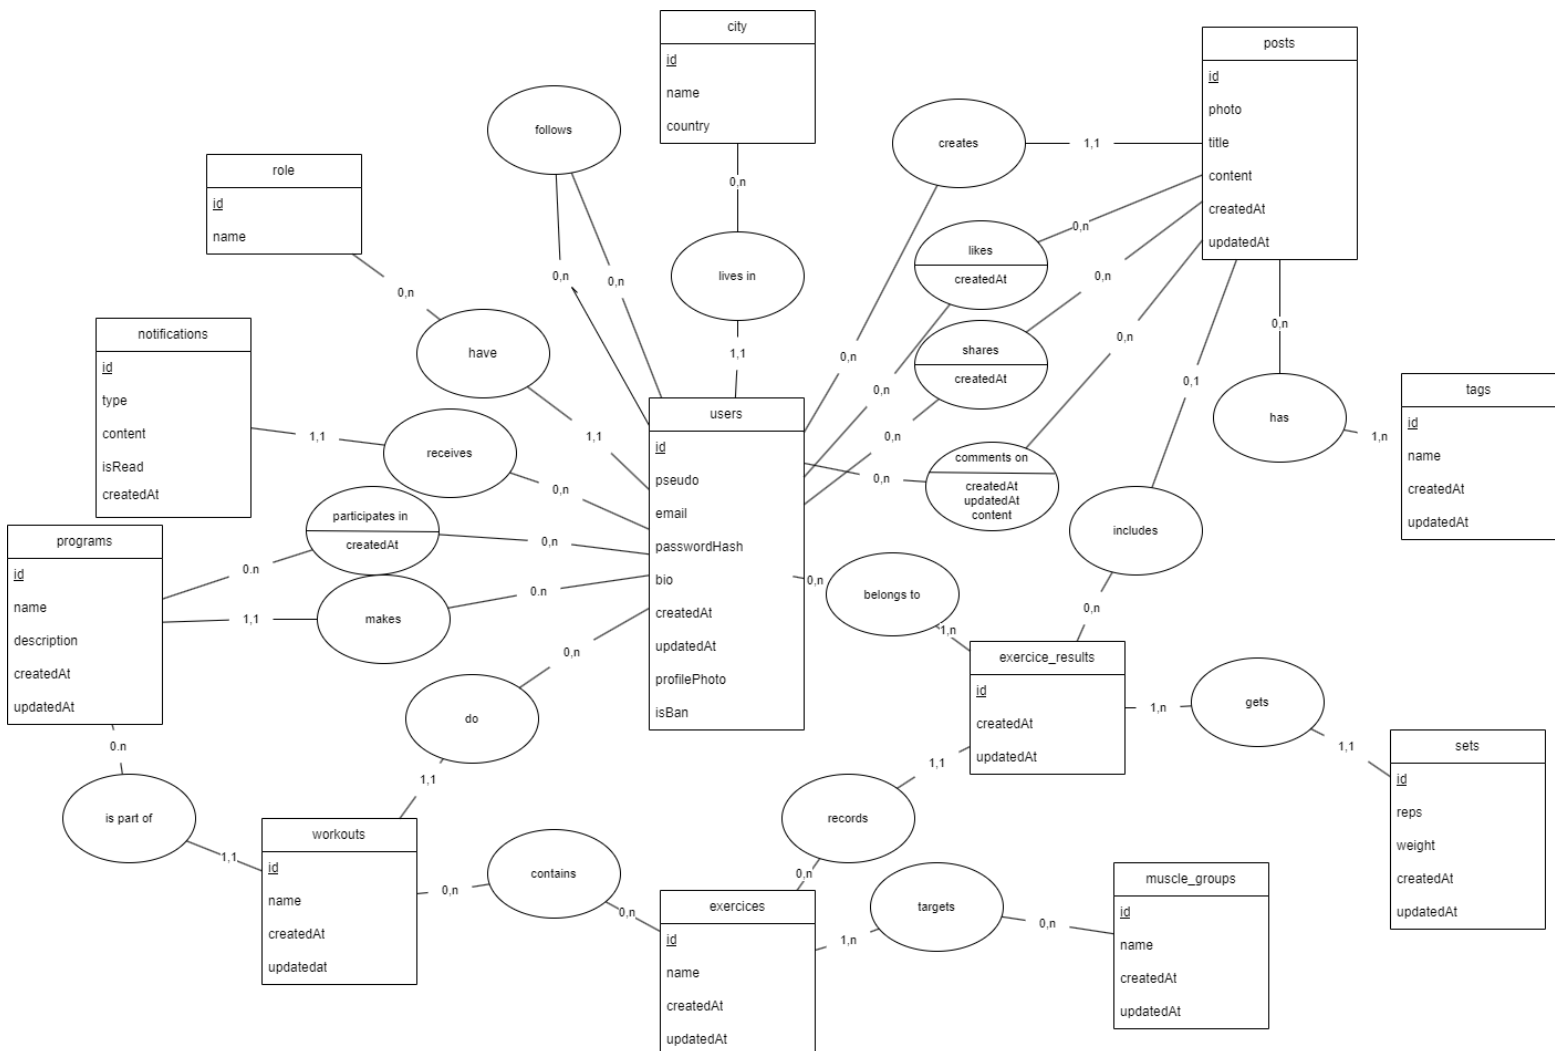 city
id
name
country
posts
id
photo
title
content
createdAt
updatedAt
follows
creates
1,1
role
id
name
0,n
0,n
0,n
0,n
likes
createdAt
0,n
lives in
0,n
0,n
have
notifications
id
type
content
isRead
createdAt
1,1
0,n
shares
createdAt
0,n
0,n
0,n
0,1
tags
id
name
createdAt
updatedAt
has
1,n
users
id
pseudo
email
passwordHash
bio
createdAt
updatedAt
profilePhoto
isBan
1,1
1,1
receives
0,n
0,n
0,n
comments on
createdAt
updatedAt
content
participates in
createdAt
0,n
includes
programs
id
name
description
createdAt
updatedAt
0.n
1,1
makes
0.n
0,n
belongs to
1,n
0,n
exercice_results
id
createdAt
updatedAt
0,n
do
1,1
1,n
gets
1,1
sets
id
reps
weight
createdAt
updatedAt
0.n
is part of
1,1
1,1
records
0,n
workouts
id
name
createdAt
updatedat
0,n
contains
0,n
exercices
id
name
createdAt
updatedAt
1,n
targets
0,n
muscle_groups
id
name
createdAt
updatedAt